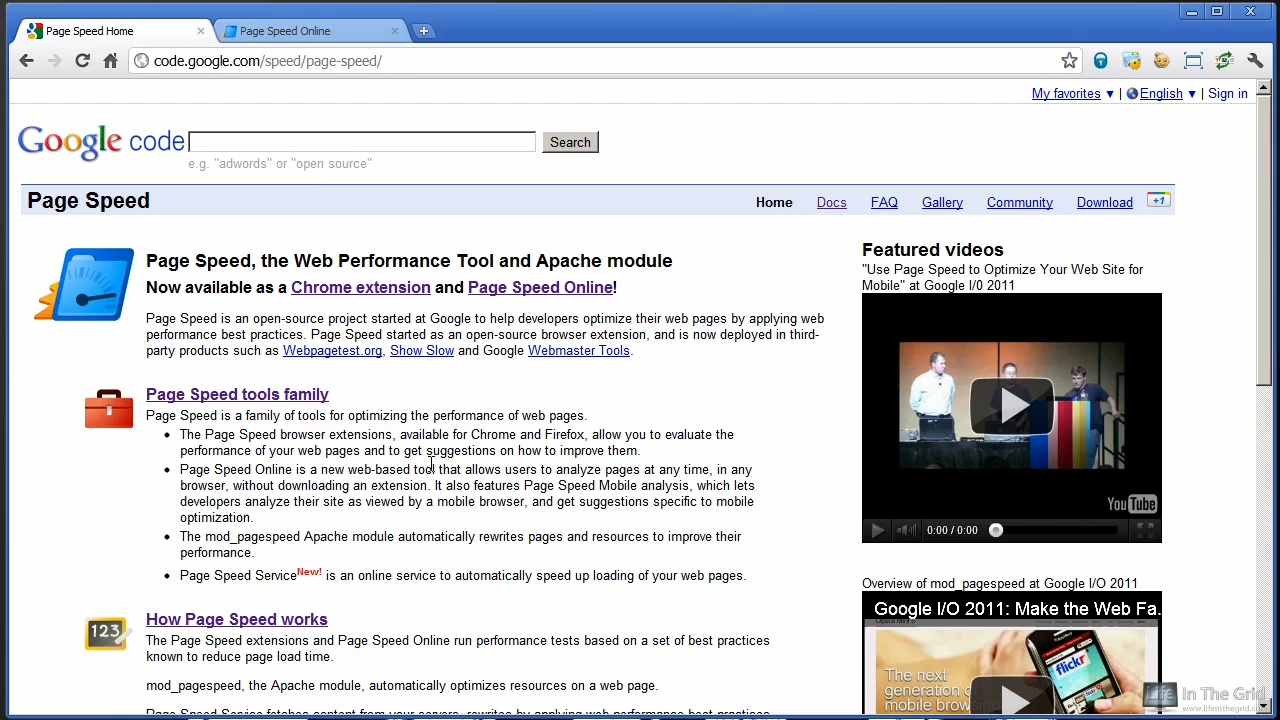 Page Speed Home
Page Speed Online
code.google.com/speed/page-speed/
My favorites ▼ | English ▼ | Sign in
Google code
Search
e.g. "adwords" or "open source"
Page Speed
Home Docs FAQ Gallery Community Download +1
Page Speed, the Web Performance Tool and Apache module
Now available as a Chrome extension and Page Speed Online!
Page Speed is an open-source project started at Google to help developers optimize their web pages by applying web
performance best practices. Page Speed started as an open-source browser extension, and is now deployed in third-
party products such as Webpagetest.org, Show Slow and Google Webmaster Tools.
Page Speed tools family
Page Speed is a family of tools for optimizing the performance of web pages.
• The Page Speed browser extensions, available for Chrome and Firefox, allow you to evaluate the
performance of your web pages and to get suggestions on how to improve them.
• Page Speed Online is a new web-based tool that allows users to analyze pages at any time, in any
browser, without downloading an extension. It also features Page Speed Mobile analysis, which lets
developers analyze their site as viewed by a mobile browser, and get suggestions specific to mobile
optimization.
• The mod_pagespeed Apache module automatically rewrites pages and resources to improve their
performance.
• Page Speed Service New! is an online service to automatically speed up loading of your web pages.
123
How Page Speed works
The Page Speed extensions and Page Speed Online run performance tests based on a set of best practices
known to reduce page load time.
mod_pagespeed, the Apache module, automatically optimizes resources on a web page.
Featured videos
"Use Page Speed to Optimize Your Web Site for
Mobile" at Google I/0 2011
YouTube
0:00 / 0:00
Overview of mod_pagespeed at Google I/O 2011
Google I/O 2011: Make the Web Fa...
The next
generation of
mobile browsing
flickr
Life In The Grid
www.lifeinthegrid.com